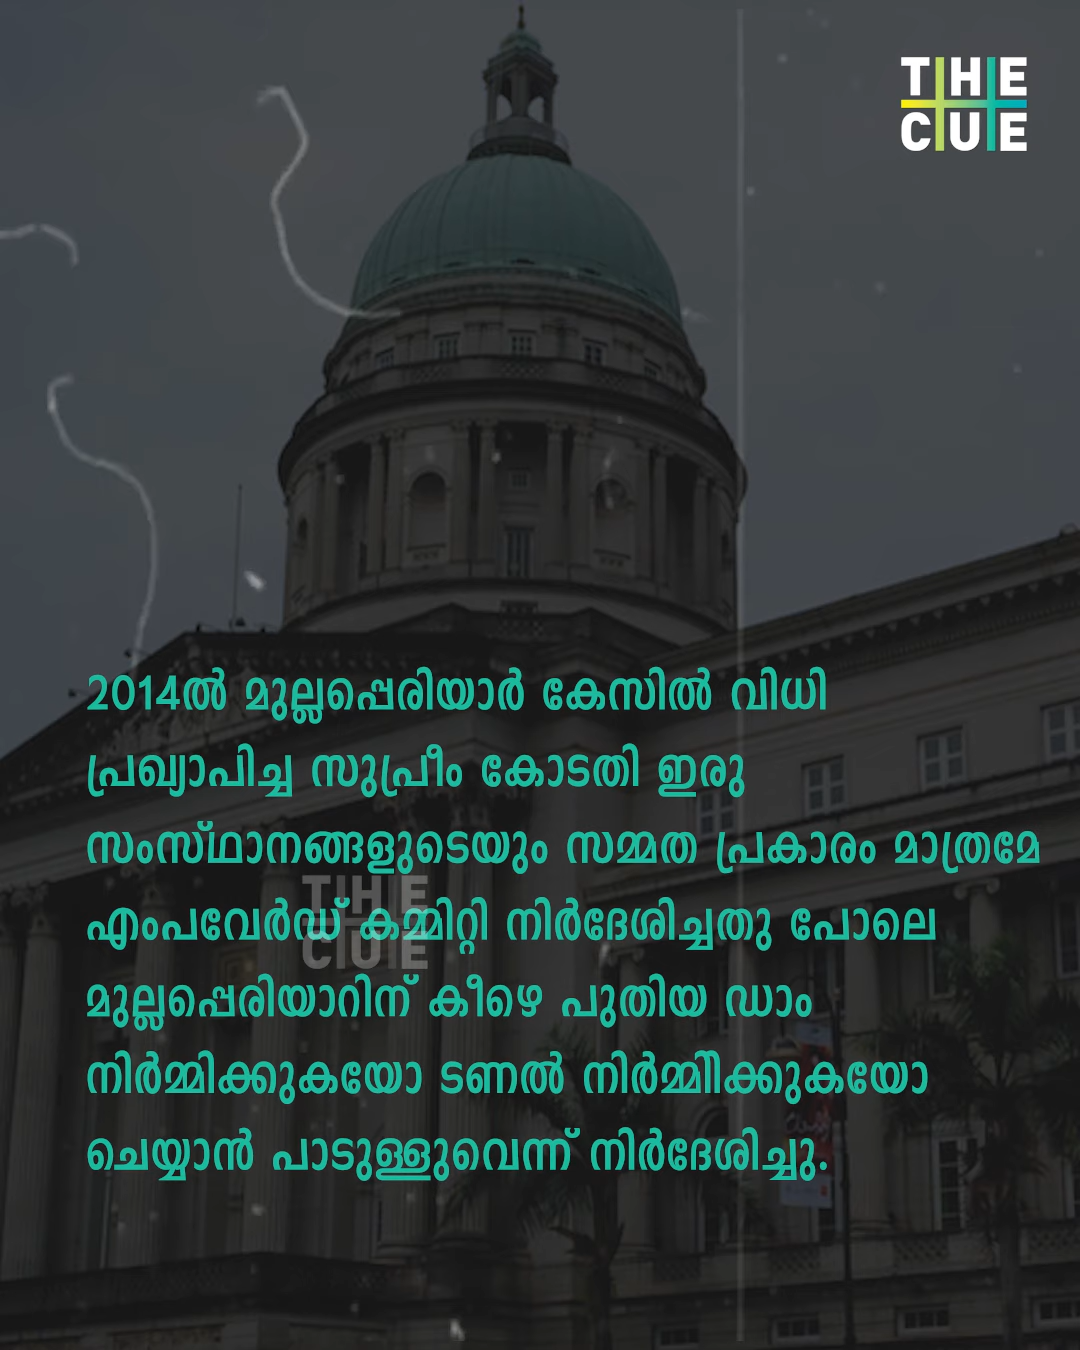 THE
CUE
2014ൽ മുല്ലപ്പെരിയാർ കേസിൽ വിധി
പ്രഖ്യാപിച്ച സുപ്രീം കോടതി ഇരു
സംസ്ഥാനങ്ങളുടെയും സമ്മത പ്രകാരം മാത്രമേ
എംപവേർഡ് കമ്മിറ്റി നിർദേശിച്ചതു പോലെ
മുല്ലപ്പെരിയാറിന് കീഴെ പുതിയ ഡാം
നിർമ്മിക്കുകയോ ടണൽ നിർമ്മിിക്കുകയോ
ചെയ്യാൻ പാടുള്ളുവെന്ന് നിർദേശിച്ചു.
THE
CUE